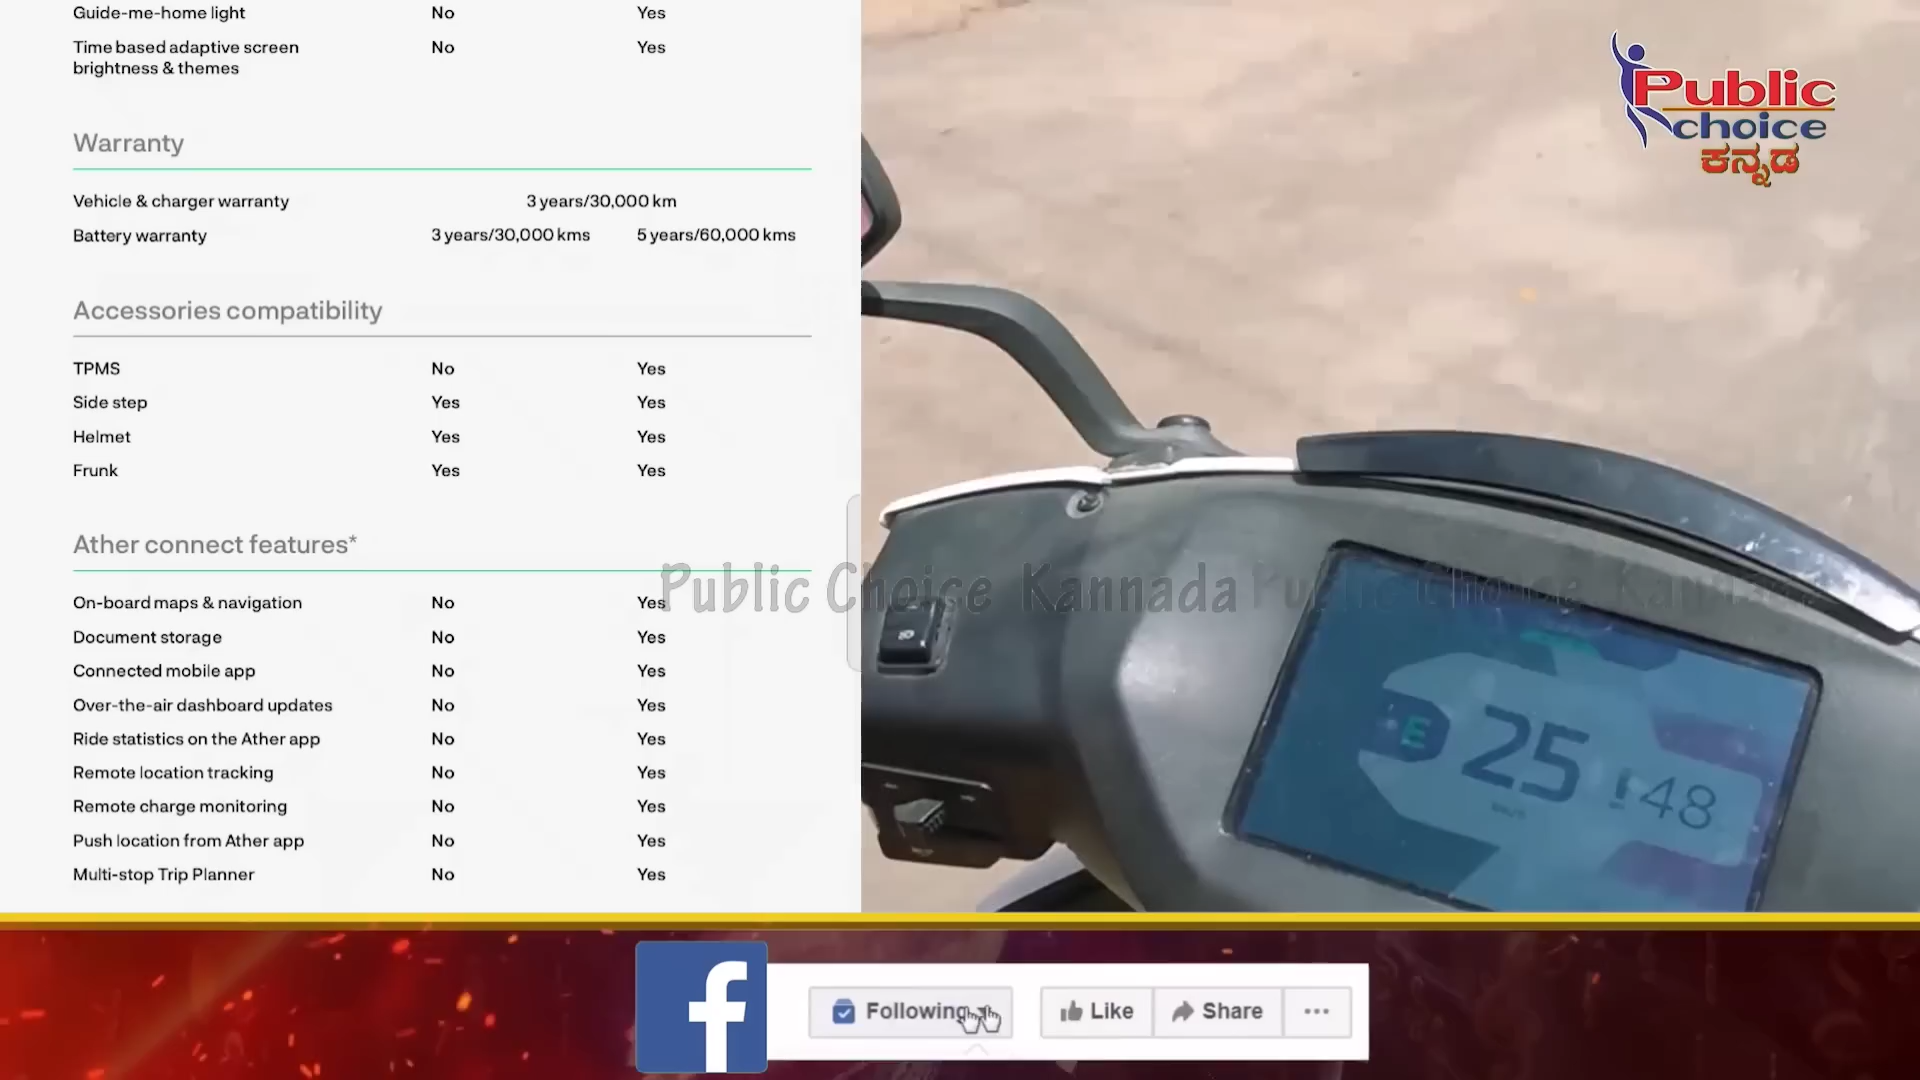 Guide-me-home light No Yes
Time based adaptive screen No Yes
brightness & themes
Warranty
Vehicle & charger warranty 3 years/30,000 km
Battery warranty 3 years/30,000 kms 5 years/60,000 kms
Accessories compatibility
TPMS No Yes
Side step Yes Yes
Helmet Yes Yes
Frunk Yes Yes
Ather connect features*
On-board maps & navigation No Yes
Document storage No Yes
Connected mobile app No Yes
Over-the-air dashboard updates No Yes
Ride statistics on the Ather app No Yes
Remote location tracking No Yes
Remote charge monitoring No Yes
Push location from Ather app No Yes
Multi-stop Trip Planner No Yes
Public
choice
ಕನ್ನಡ
Public Choice Kannada Public Choice Kannada
E 25 48
f Following Like Share ...